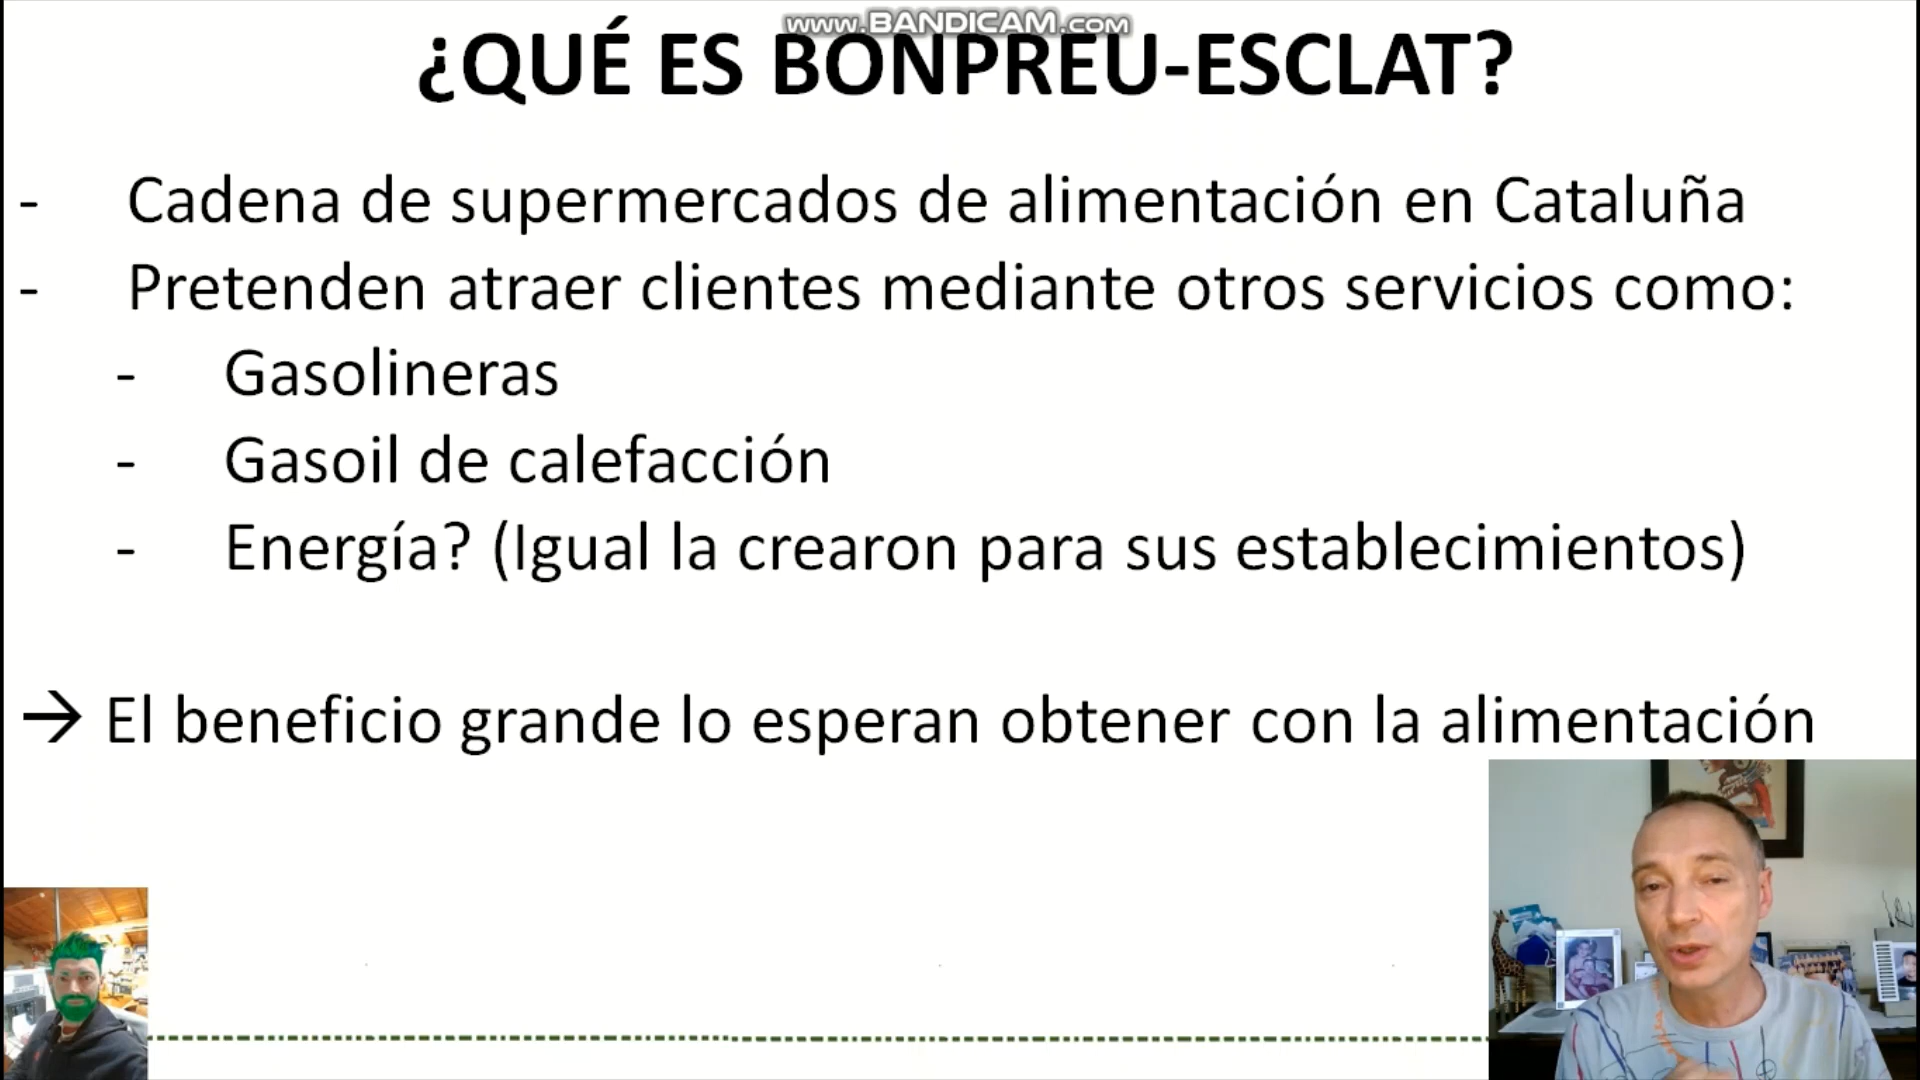 www.BANDICAM.com
¿QUÉ ES BONPREU-ESCLAT?
- Cadena de supermercados de alimentación en Cataluña
- Pretenden atraer clientes mediante otros servicios como:
- Gasolineras
- Gasoil de calefacción
- Energía? (Igual la crearon para sus establecimientos)
→ El beneficio grande lo esperan obtener con la alimentación